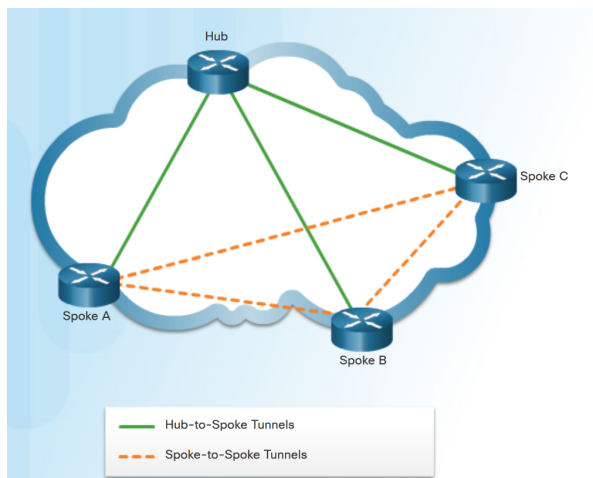 Hub
Spoke C
Spoke A
Spoke B
Hub-to-Spoke Tunnels
Spoke-to-Spoke Tunnels